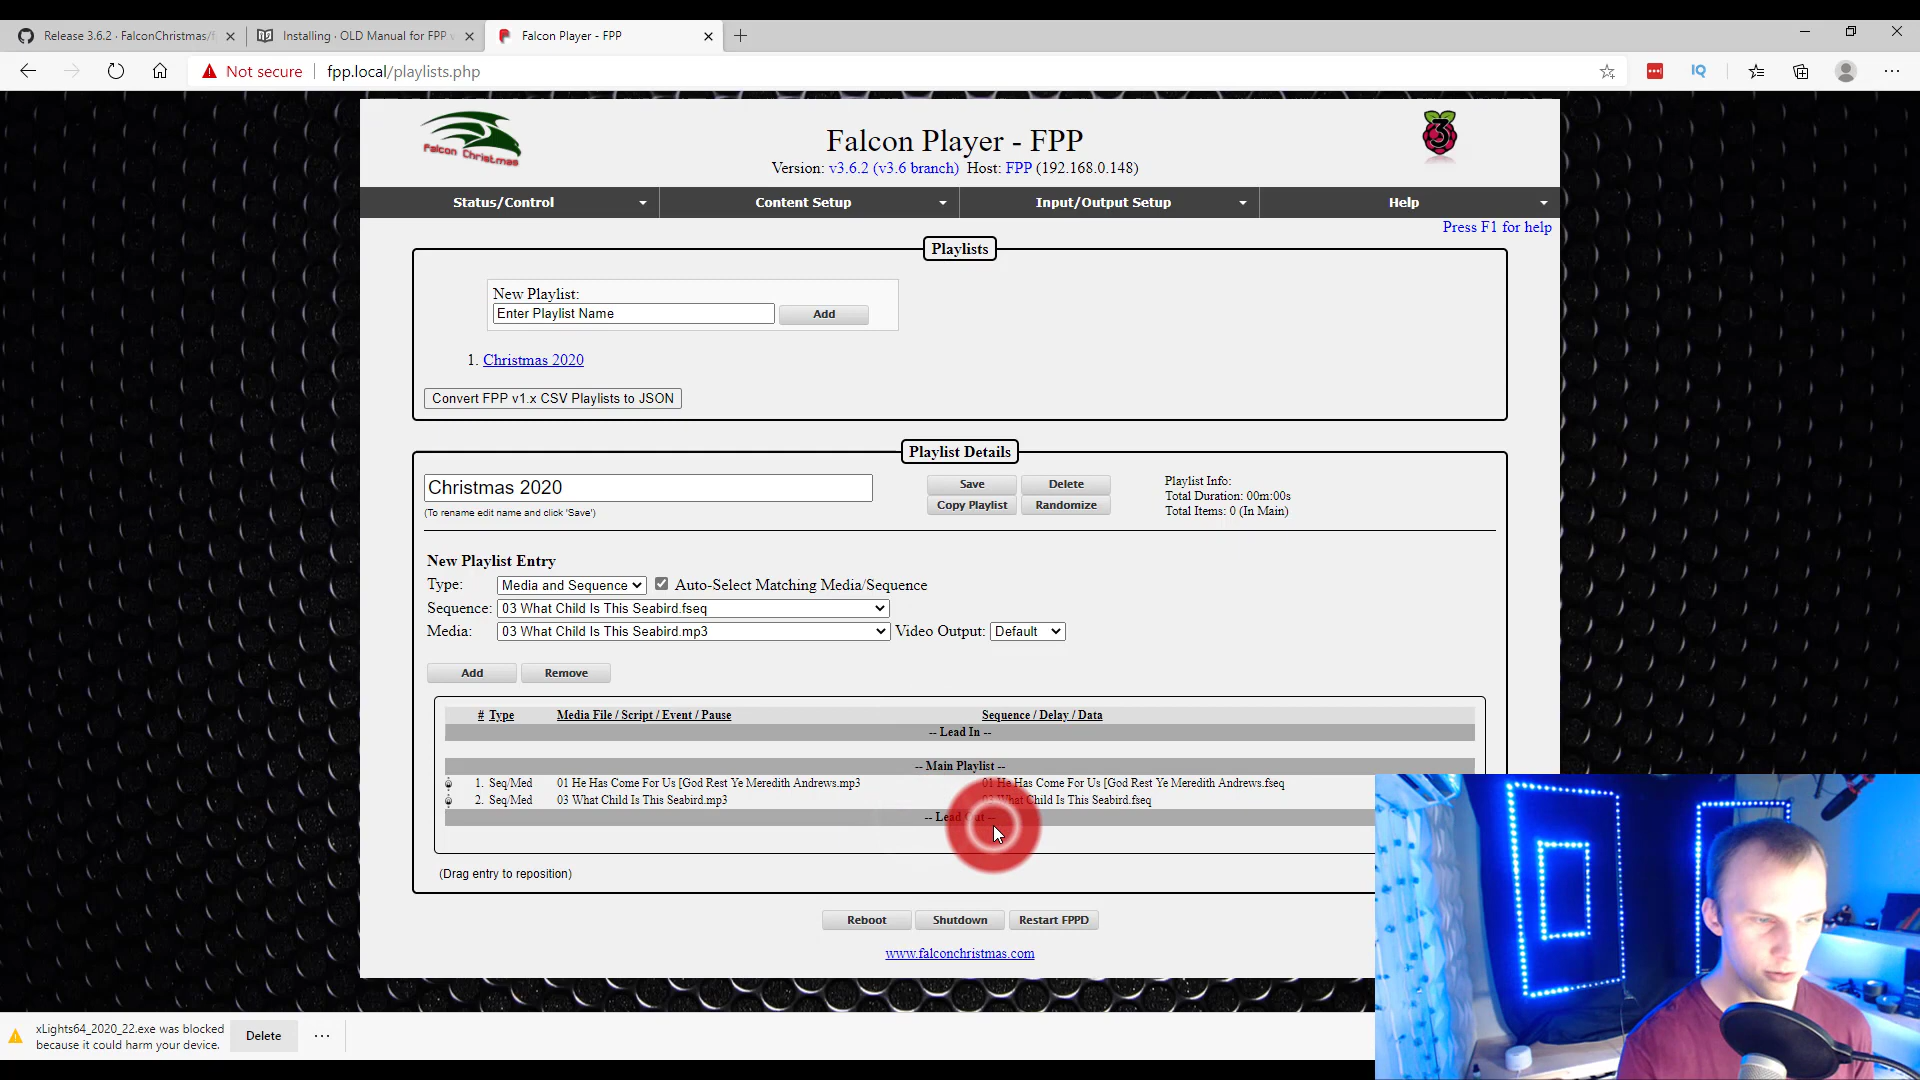 Release 3.6.2 · FalconChristmas/f
Installing · OLD Manual for FPP v
Falcon Player - FPP
Not secure
fpp.local/playlists.php
IQ
Falcon Christmas
Falcon Player - FPP
3
Version: v3.6.2 (v3.6 branch) Host: FPP (192.168.0.148)
Status/Control
Content Setup
Input/Output Setup
Help
Press F1 for help
Playlists
New Playlist:
Enter Playlist Name
Add
1. Christmas 2020
Convert FPP v1.x CSV Playlists to JSON
Playlist Details
Christmas 2020
(To rename edit name and click 'Save')
Save
Delete
Copy Playlist
Randomize
Playlist Info:
Total Duration: 00m:00s
Total Items: 0 (In Main)
New Playlist Entry
Type: Media and Sequence Auto-Select Matching Media/Sequence
Sequence: 03 What Child Is This Seabird.fseq
Media: 03 What Child Is This Seabird.mp3 Video Output: Default
Add
Remove
# Type Media File / Script / Event / Pause Sequence / Delay / Data
-- Lead In --
-- Main Playlist --
1. Seq/Med 01 He Has Come For Us [God Rest Ye Meredith Andrews.mp3 01 He Has Come For Us [God Rest Ye Meredith Andrews.fseq
2. Seq/Med 03 What Child Is This Seabird.mp3 03 What Child Is This Seabird.fseq
-- Lead Out --
(Drag entry to reposition)
Reboot
Shutdown
Restart FPPD
www.falconchristmas.com
xLights64_2020_22.exe was blocked
because it could harm your device.
Delete